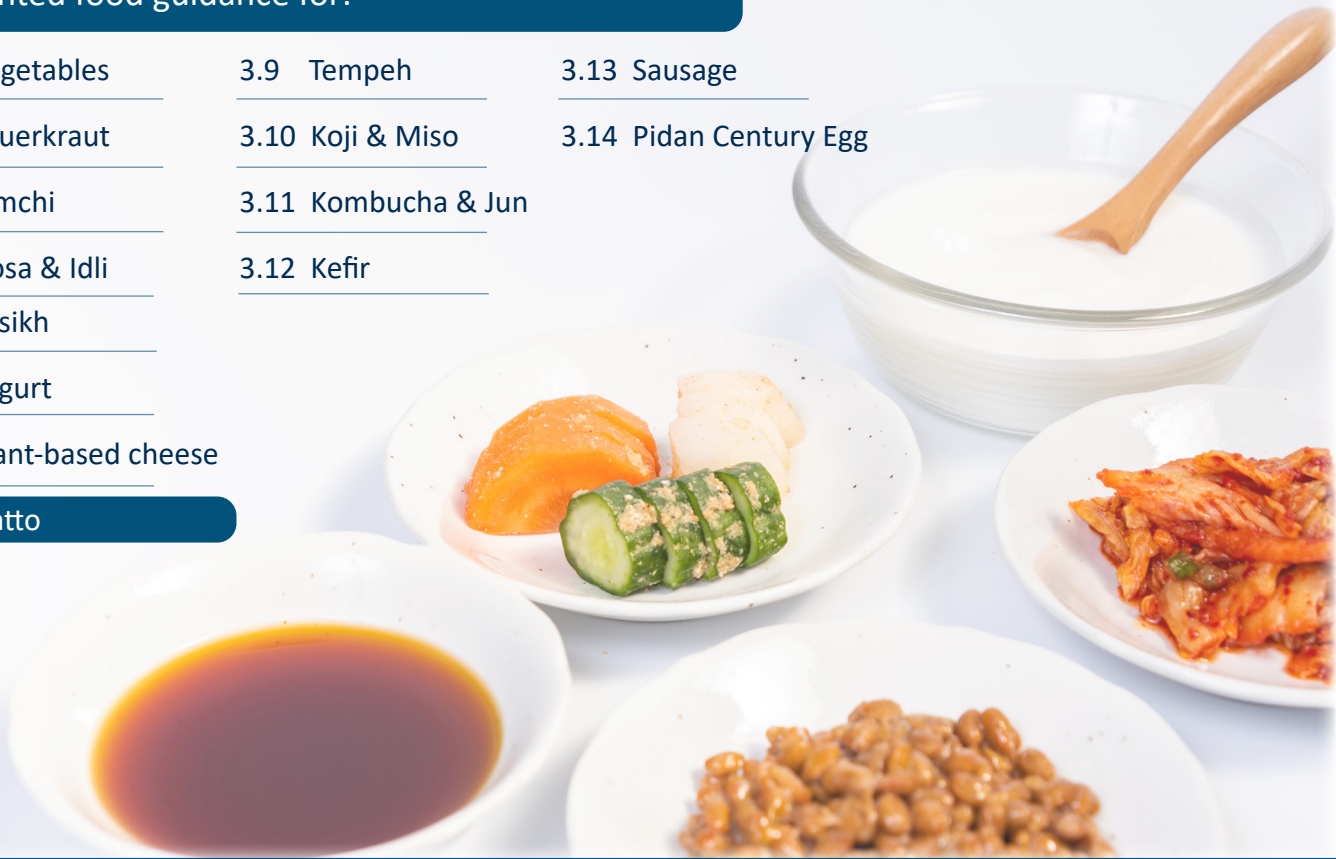 nted food guidance for:
getables
uerkraut
mchi
osa & Idli
sikh
gurt
ant-based cheese
atto
3.9 Tempeh
3.10 Koji & Miso
3.11 Kombucha & Jun
3.12 Kefir
3.13 Sausage
3.14 Pidan Century Egg